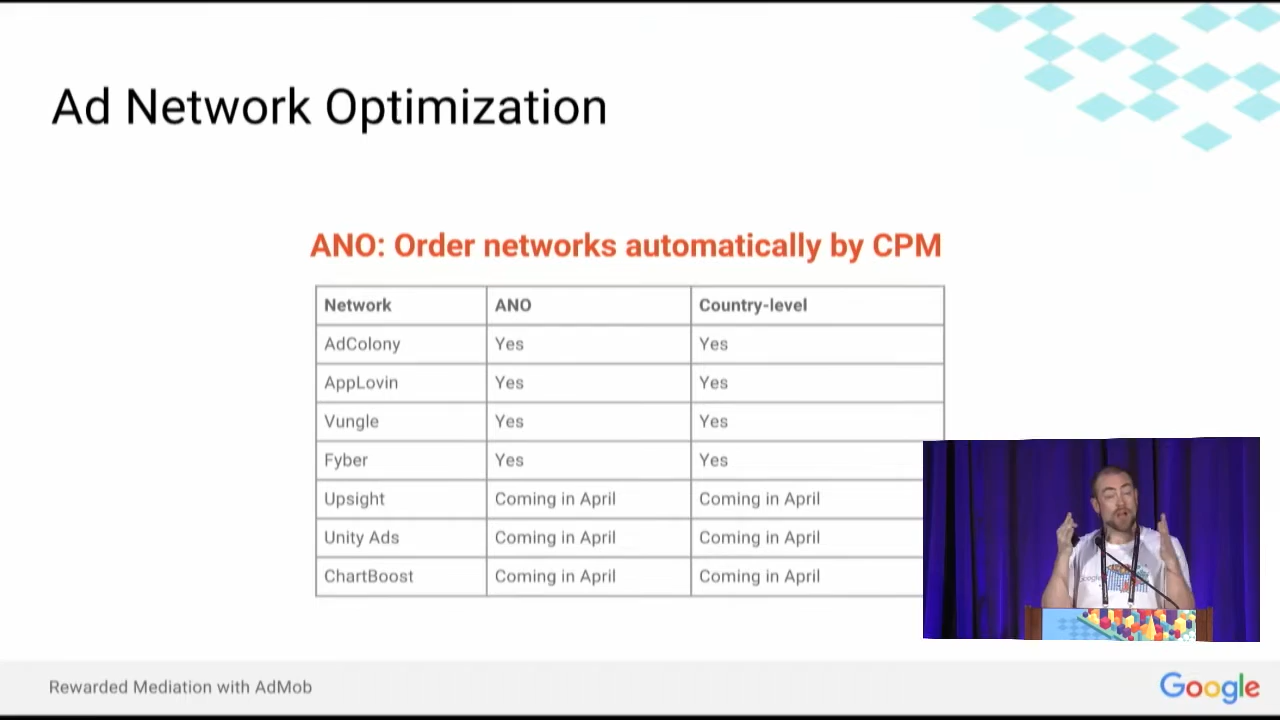 Ad Network Optimization
ANO: Order networks automatically by CPM
Network ANO Country-level
AdColony Yes Yes
AppLovin Yes Yes
Vungle Yes Yes
Fyber Yes Yes
Upsight Coming in April Coming in April
Unity Ads Coming in April Coming in April
ChartBoost Coming in April Coming in April
Google
Rewarded Mediation with AdMob
Google